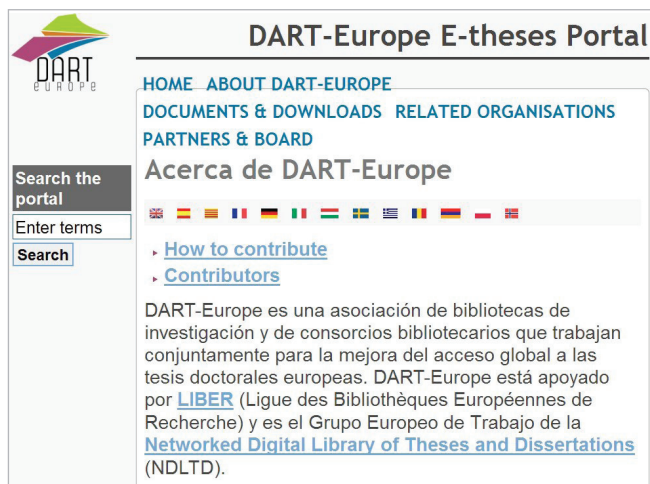 DART-Europe E-theses Portal
DART
EUROPE
HOME ABOUT DART-EUROPE
DOCUMENTS & DOWNLOADS RELATED ORGANISATIONS
PARTNERS & BOARD
Search the
portal
Enter terms
Search
Acerca de DART-Europe
How to contribute
Contributors
DART-Europe es una asociación de bibliotecas de
investigación y de consorcios bibliotecarios que trabajan
conjuntamente para la mejora del acceso global a las
tesis doctorales europeas. DART-Europe está apoyado
por LIBER (Ligue des Bibliothèques Européennes de
Recherche) y es el Grupo Europeo de Trabajo de la
Networked Digital Library of Theses and Dissertations
(NDLTD).